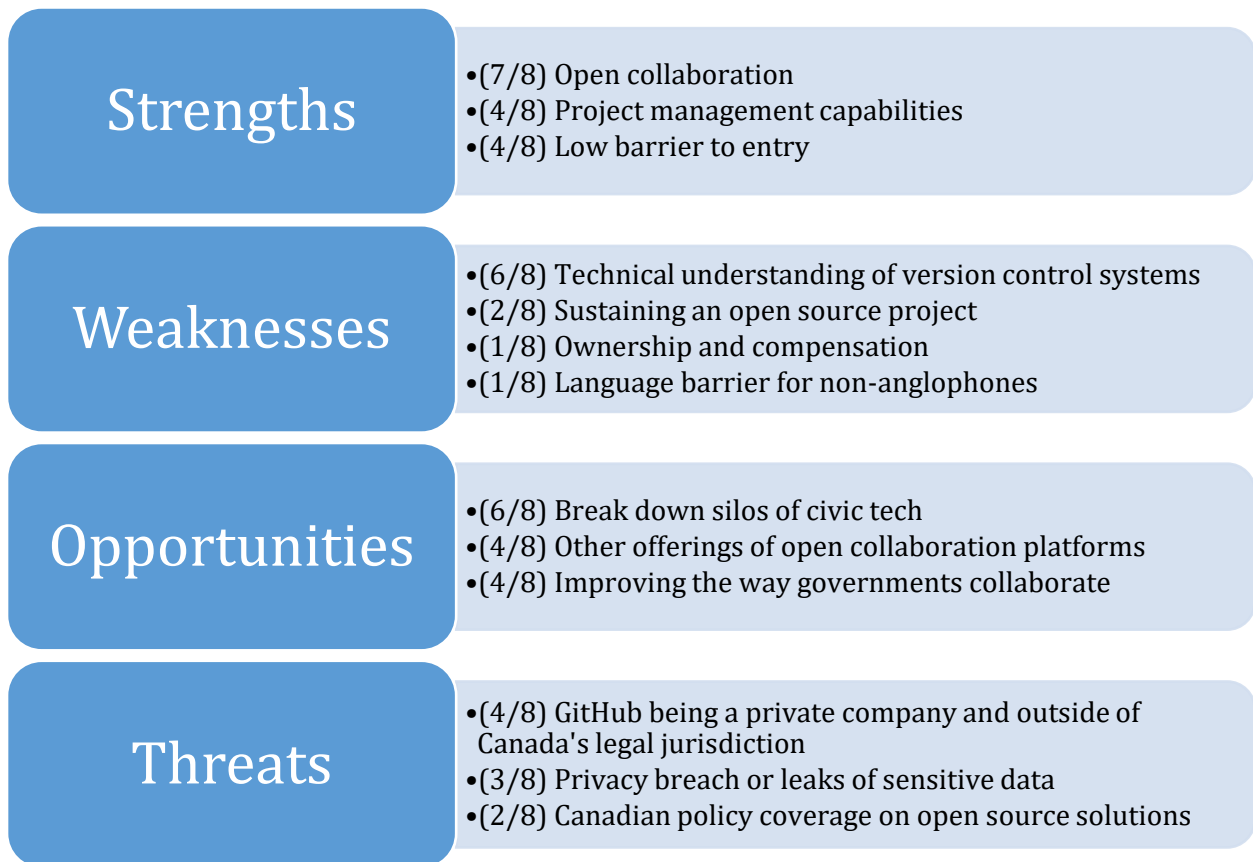 Strengths
•(7/8) Open collaboration
•(4/8) Project management capabilities
•(4/8) Low barrier to entry
Weaknesses
•(6/8) Technical understanding of version control systems
•(2/8) Sustaining an open source project
•(1/8) Ownership and compensation
•(1/8) Language barrier for non-anglophones
Opportunities
•(6/8) Break down silos of civic tech
•(4/8) Other offerings of open collaboration platforms
•(4/8) Improving the way governments collaborate
Threats
•(4/8) GitHub being a private company and outside of
Canada's legal jurisdiction
•(3/8) Privacy breach or leaks of sensitive data
•(2/8) Canadian policy coverage on open source solutions